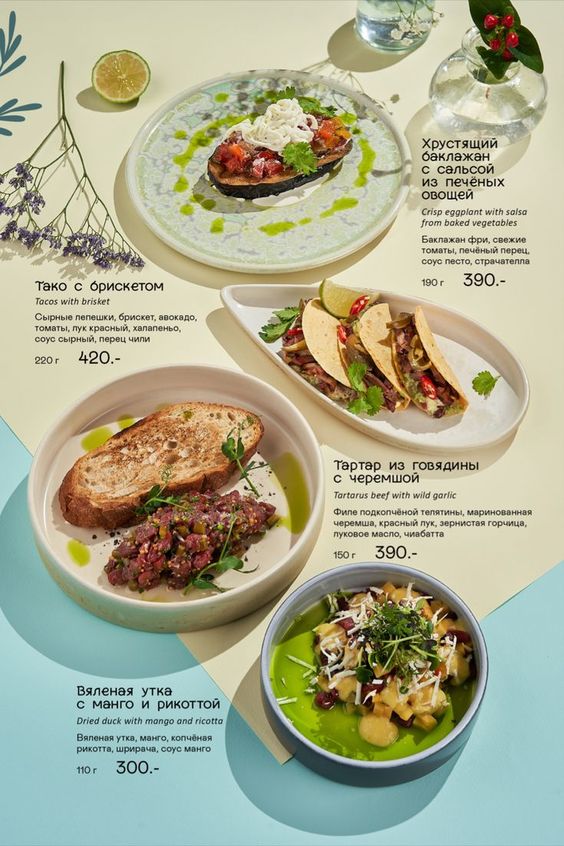 Хрустящий
баклажан
с сальсой
из печёных
овощей
Crisp eggplant with salsa
from baked vegetables
Баклажан фри, свежие
томаты, печёный перец,
соус песто, страчателла
190 г 390.-
Тако с брискетом
Tacos with brisket
Сырные лепешки, брискет, авокадо,
томаты, лук красный, халапеньо,
соус сырный, перец чили
220 г 420.-
Тартар из говядины
с черемшой
Tartarus beef with wild garlic
Филе подкопчёной телятины, маринованная
черемша, красный лук, зернистая горчица,
луковое масло, чиабатта
150 г 390.-
Вяленая утка
с манго и рикоттой
Dried duck with mango and ricotta
Вяленая утка, манго, копчёная
рикотта, шрирача, соус манго
110 г 300.-